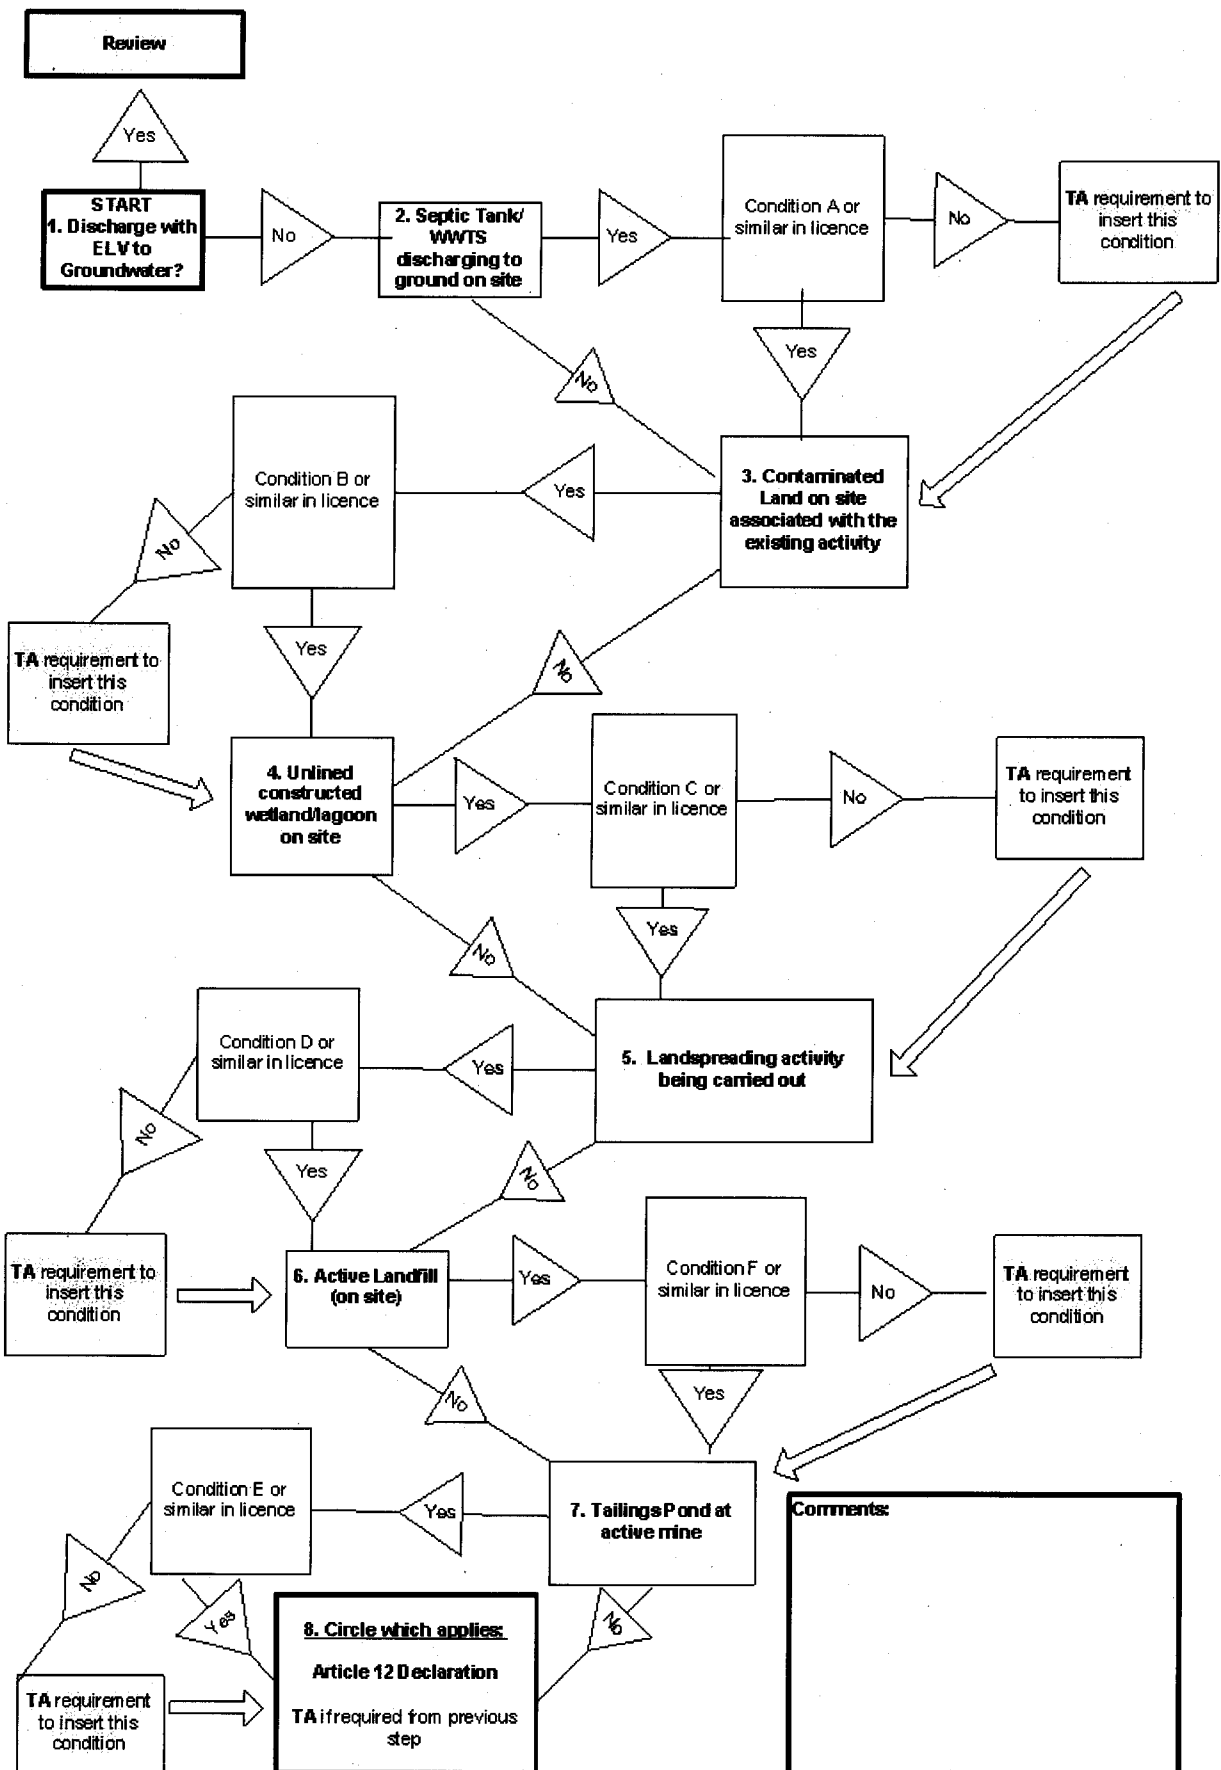 Review
Yes
START
1. Discharge with
ELV to
Groundwater?
No
2. Septic Tank/
WWTS
discharging to
ground on site
Yes
Condition A or
similar in licence
No
TA requirement to
insert this
condition
No
Yes
3. Contaminated
Land on site
associated with the
existing activity
Yes
Condition B or
similar in licence
No
TA requirement to
insert this
condition
Yes
No
4. Unlined
constructed
wetland/lagoon
on site
Yes
Condition C or
similar in licence
No
TA requirement
to insert this
condition
Yes
No
5. Landspreading activity
being carried out
Yes
Condition D or
similar in licence
No
TA requirement to
insert this
condition
Yes
No
6. Active Landfill
(on site)
Yes
Condition F or
similar in licence
No
TA requirement
to insert this
condition
Yes
No
7. Tailings Pond at
active mine
Yes
Condition E or
similar in licence
No
TA requirement
to insert this
condition
Yes
No
8. Circle which applies:
Article 12 Declaration
TA if required from previous
step
Comments: